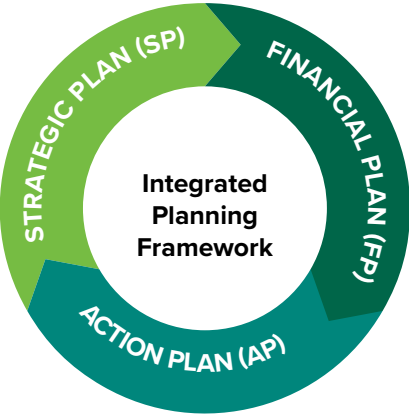 STRATEGIC PLAN (SP)
FINANCIAL PLAN (FP)
Integrated
Planning
Framework
ACTION PLAN (AP)